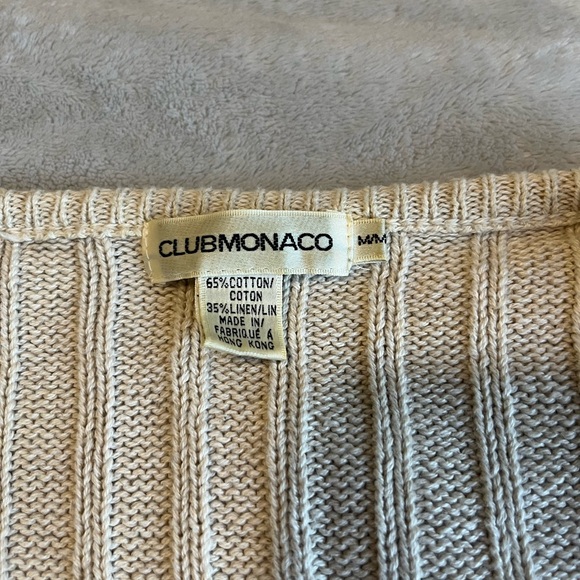 CLUBMONACO
M/M
65%COTTON/
COTON
35%LINEN/LIN
MADE IN/
FABRIQUÉ À
HONG KONG